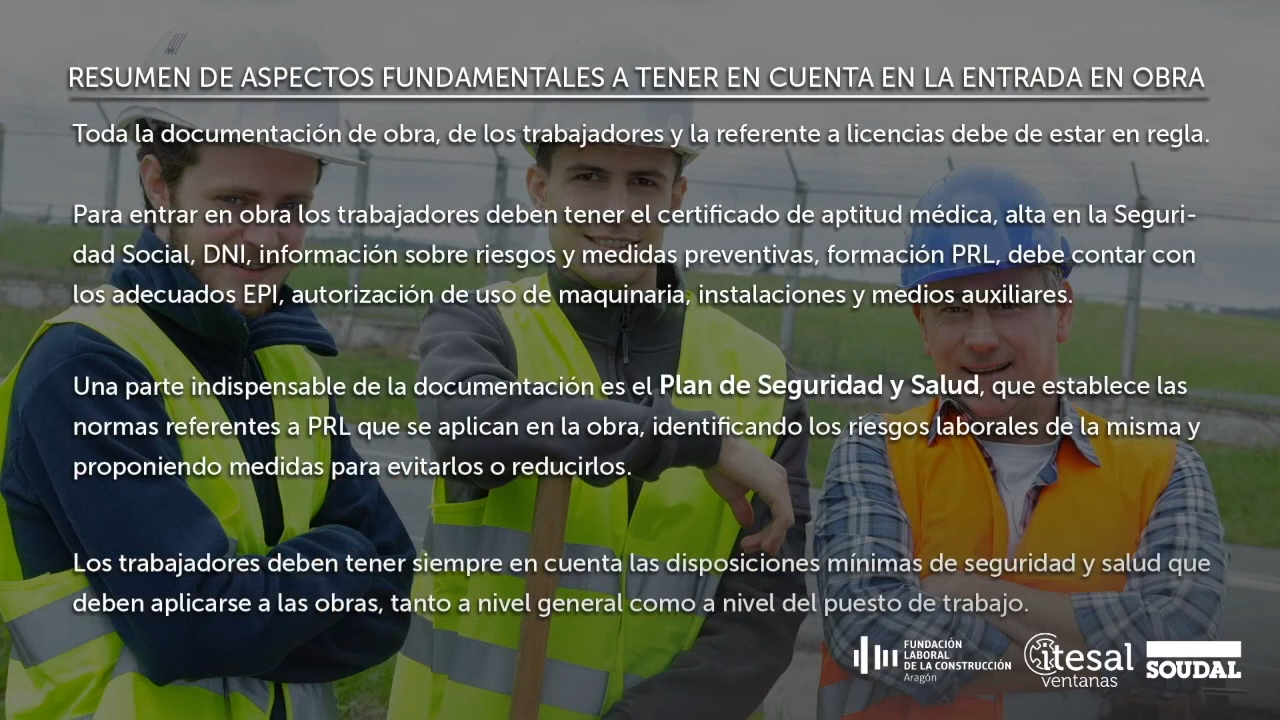 RESUMEN DE ASPECTOS FUNDAMENTALES A TENER EN CUENTA EN LA ENTRADA EN OBRA
Toda la documentación de obra, de los trabajadores y la referente a licencias debe de estar en regla.
Para entrar en obra los trabajadores deben tener el certificado de aptitud médica, alta en la Seguri-
dad Social, DNI, información sobre riesgos y medidas preventivas, formación PRL, debe contar con
los adecuados EPI, autorización de uso de maquinaria, instalaciones y medios auxiliares.
Una parte indispensable de la documentación es el Plan de Seguridad y Salud, que establece las
normas referentes a PRL que se aplican en la obra, identificando los riesgos laborales de la misma y
proponiendo medidas para evitarlos o reducirlos.
Los trabajadores deben tener siempre en cuenta las disposiciones mínimas de seguridad y salud que
deben aplicarse a las obras, tanto a nivel general como a nivel del puesto de trabajo.
FUNDACIÓN
LABORAL
DE LA CONSTRUCCIÓN
Aragón
itesal
ventanas
SOUDAL